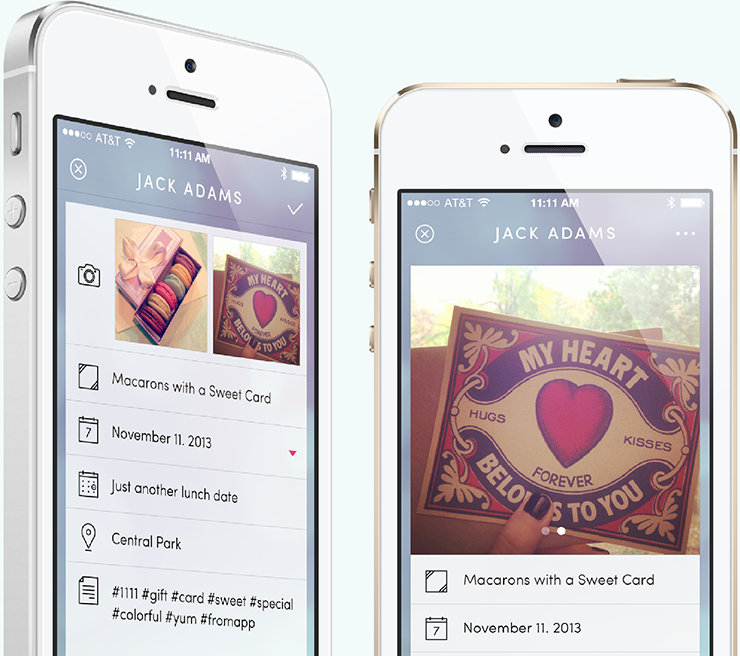 AT&T
11:11 AM
JACK ADAMS
MY HEART
HUGS
KISSES
FOREVER
BELONGS TO YOU
Macarons with a Sweet Card
7
November 11. 2013
Just another lunch date
Central Park
#1111 #gift #card #sweet #special
#colorful #yum #fromapp
AT&T
11:11 AM
JACK ADAMS
MY HEART
HUGS
KISSES
FOREVER
BELONGS TO YOU
Macarons with a Sweet Card
7
November 11. 2013